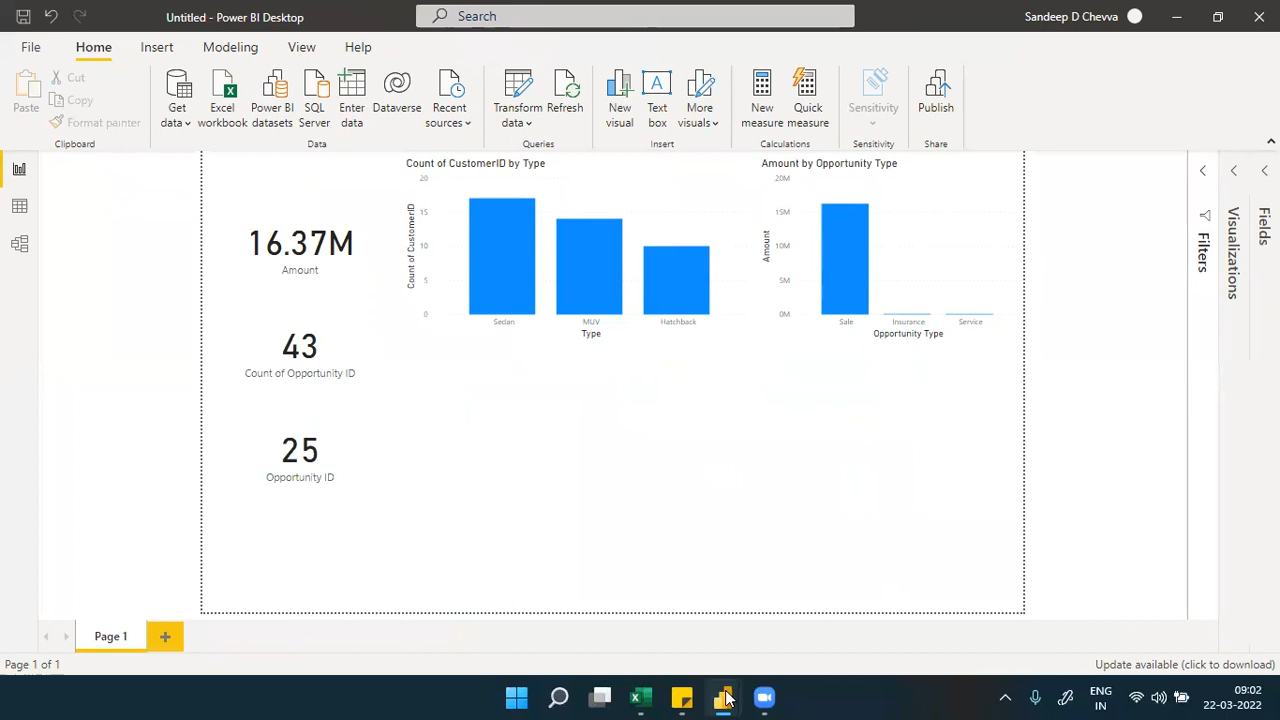 Untitled - Power BI Desktop
Search
Sandeep D Chevva
File
Home
Insert
Modeling
View
Help
Paste
Cut
Copy
Format painter
Clipboard
Get data
Excel workbook
Power BI datasets
SQL Server
Enter data
Dataverse
Recent sources
Data
Transform data
Refresh
Queries
New visual
Text box
More visuals
Insert
New measure
Quick measure
Calculations
Sensitivity
Sensitivity
Publish
Share
Count of CustomerID by Type
20
15
10
5
0
Count of CustomerID
Sedan
MUV
Hatchback
Type
Amount by Opportunity Type
20M
15M
10M
5M
0M
Amount
Sale
Insurance
Service
Opportunity Type
16.37M
Amount
43
Count of Opportunity ID
25
Opportunity ID
Filters
Visualizations
Fields
Page 1
Page 1 of 1
Update available (click to download)
ENG
IN
09:02
22-03-2022